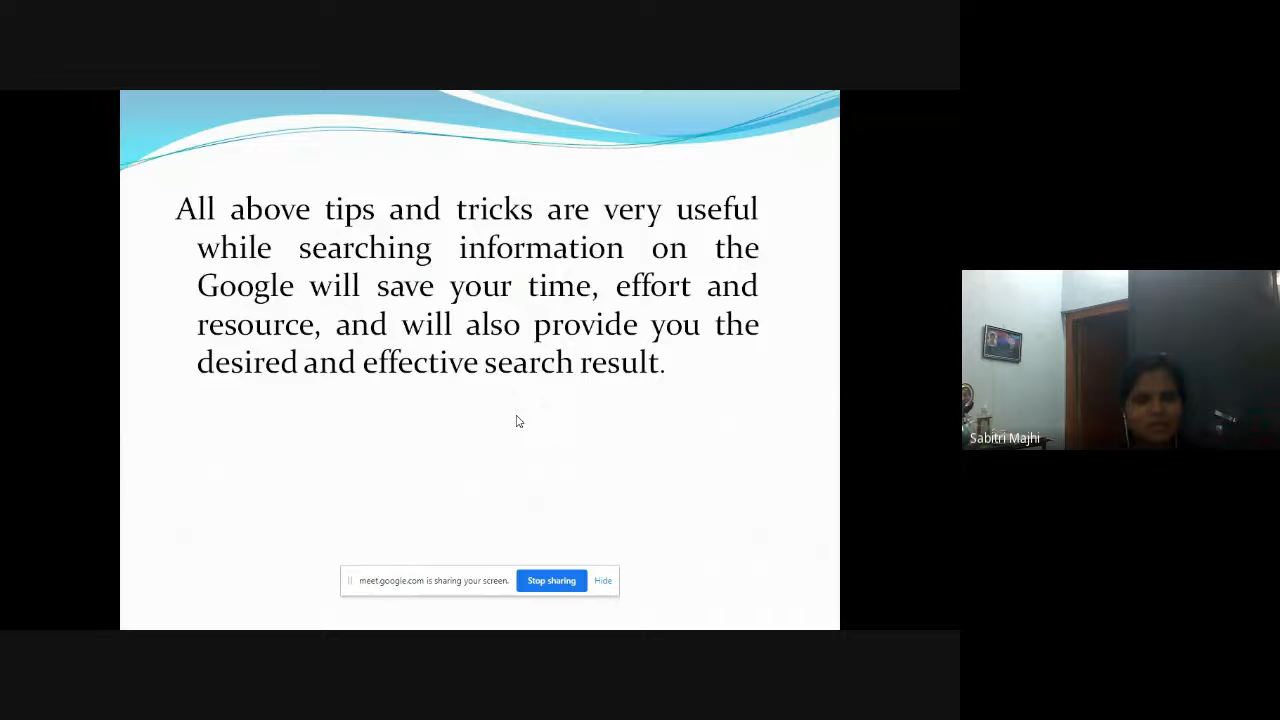 All above tips and tricks are very useful
while searching information on the
Google will save your time, effort and
resource, and will also provide you the
desired and effective search result.
Sabitri Majhi
meet.google.com is sharing your screen. Stop sharing Hide